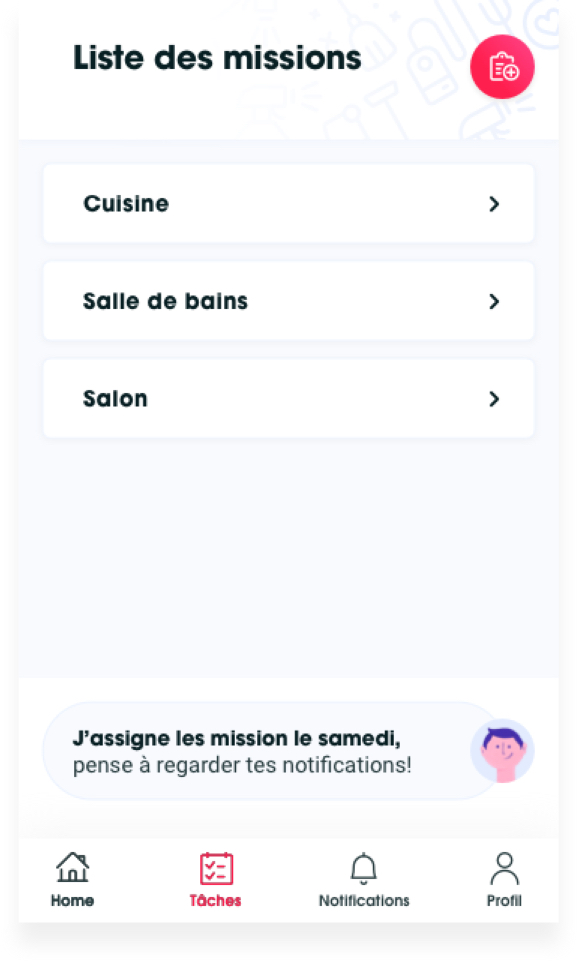 Liste des missions
Cuisine
Salle de bains
Salon
J’assigne les mission le samedi,
pense à regarder tes notifications!
Home
Tâches
Notifications
Profil